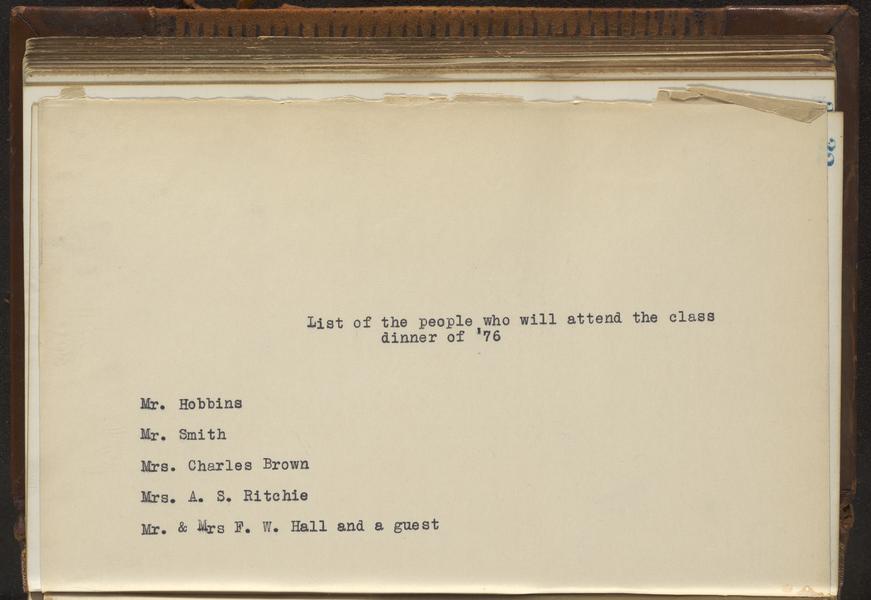 List of the people who will attend the class
dinner of '76
Mr. Hobbins
Mr. Smith
Mrs. Charles Brown
Mrs. A. S. Ritchie
Mr. & Mrs F. W. Hall and a guest